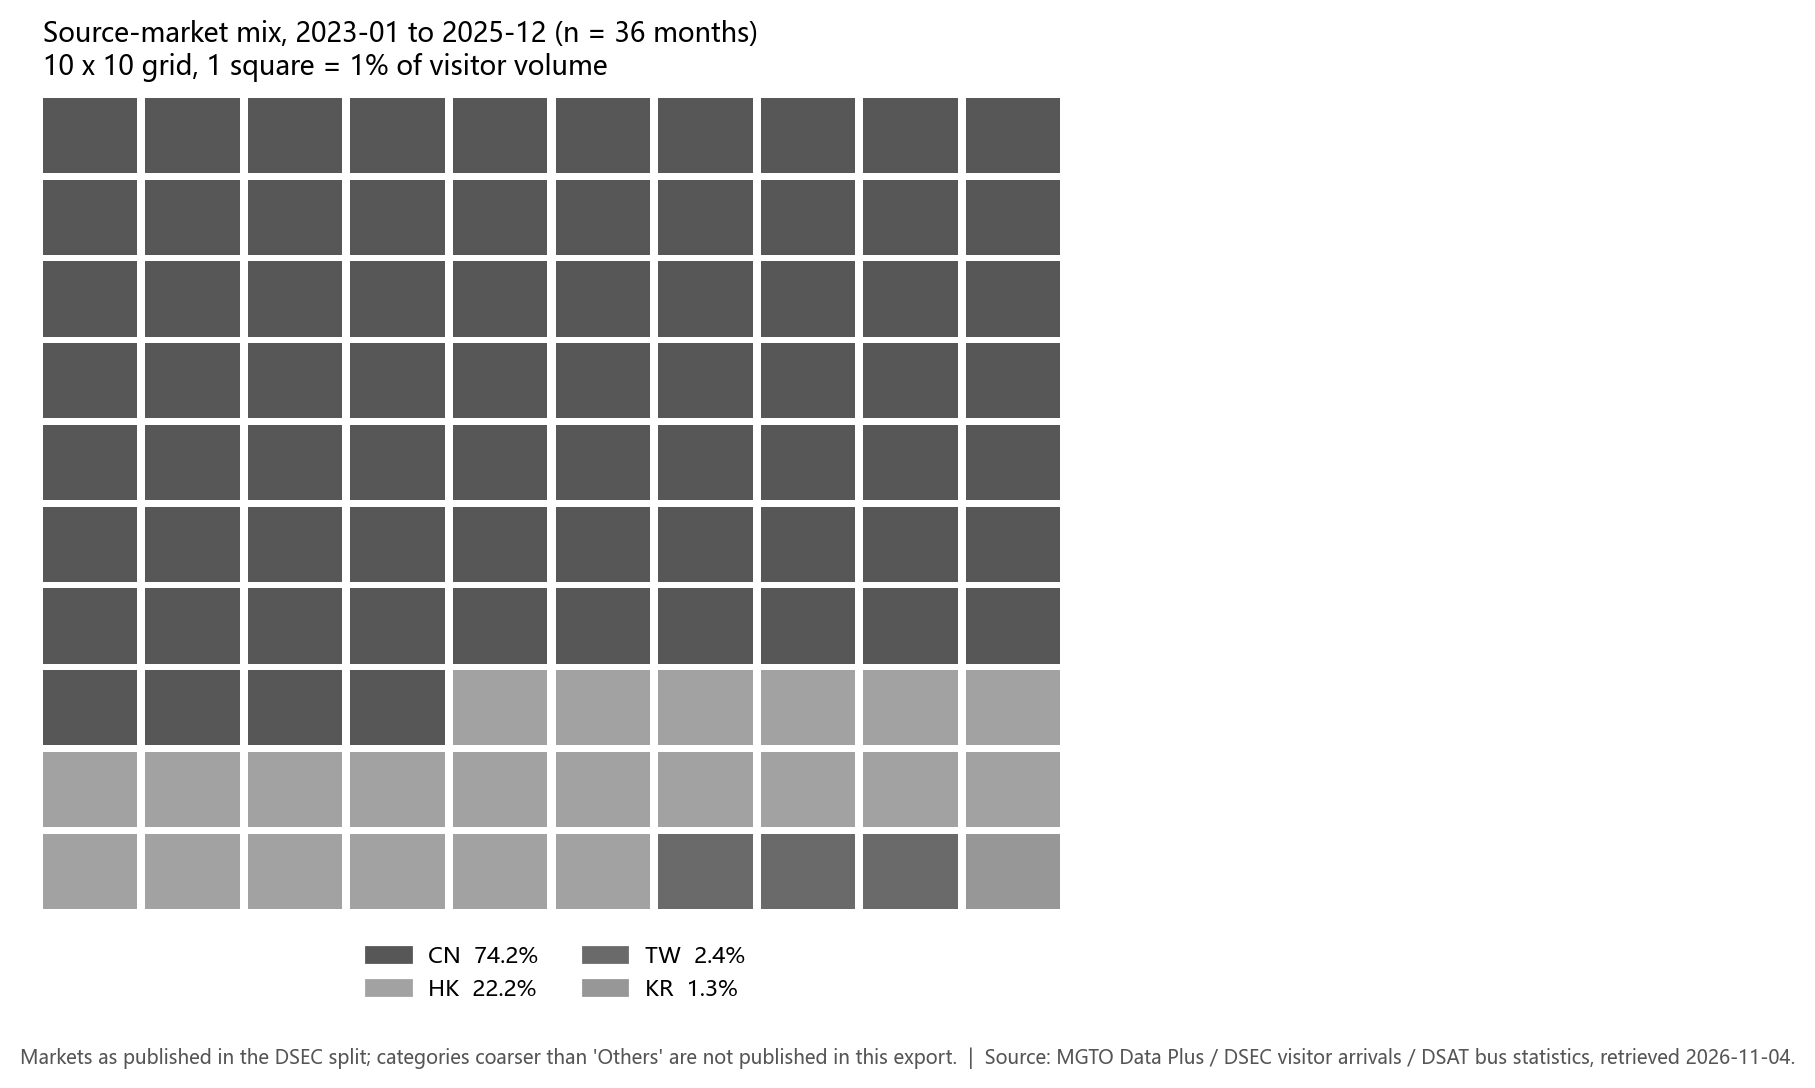 Source-market mix, 2023-01 to 2025-12 (n = 36 months)
10 x 10 grid, 1 square = 1% of visitor volume
CN 74.2%
HK 22.2%
TW 2.4%
KR 1.3%
Markets as published in the DSEC split; categories coarser than 'Others' are not published in this export. | Source: MGTO Data Plus / DSEC visitor arrivals / DSAT bus statistics, retrieved 2026-11-04.